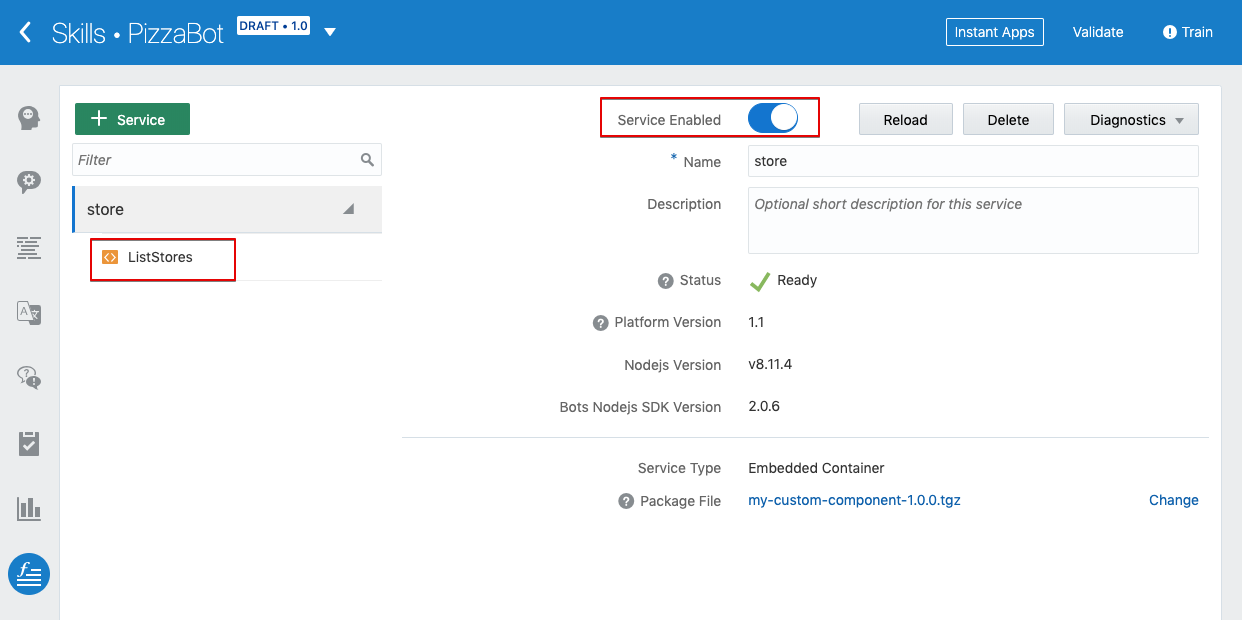 Skills • PizzaBot DRAFT • 1.0
Instant Apps Validate Train
Service
Filter
store
ListStores
Service Enabled Reload Delete Diagnostics
* Name store
Description Optional short description for this service
? Status Ready
? Platform Version 1.1
Nodejs Version v8.11.4
Bots Nodejs SDK Version 2.0.6
Service Type Embedded Container
? Package File my-custom-component-1.0.0.tgz Change